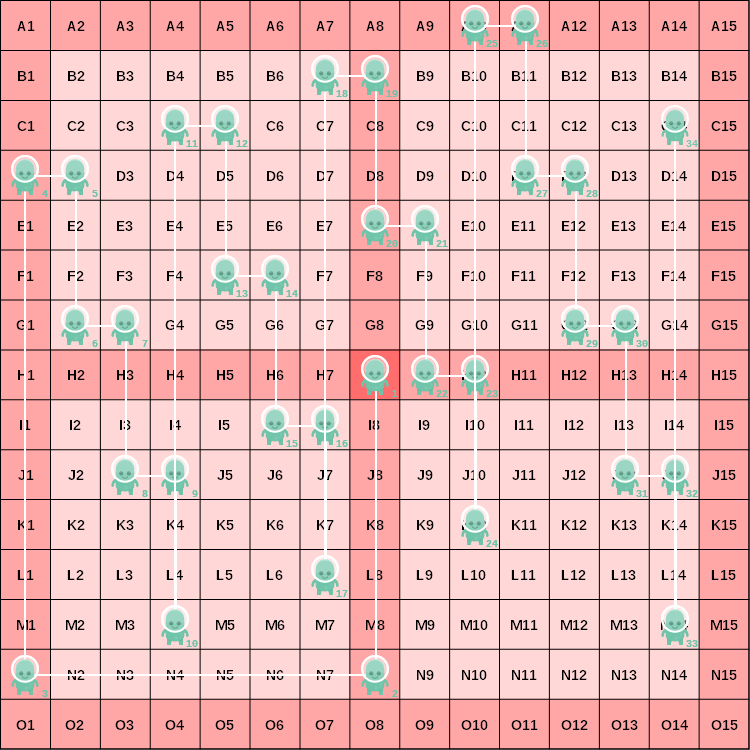 A1 A2 A3 A4 A5 A6 A7 A8 A9 A12 A13 A14 A15
25 26
B1 B2 B3 B4 B5 B6 B9 B10 B11 B12 B13 B14 B15
18 19
C1 C2 C3 C6 C7 C8 C9 C10 C11 C12 C13 C15
11 12 34
D3 D4 D5 D6 D7 D8 D9 D10 D13 D14 D15
4 5 27 28
E1 E2 E3 E4 E5 E6 E7 E10 E11 E12 E13 E14 E15
20 21
F1 F2 F3 F4 F7 F8 F9 F10 F11 F12 F13 F14 F15
13 14
G1 G4 G5 G6 G7 G8 G9 G10 G11 G14 G15
6 7 29 30
H1 H2 H3 H4 H5 H6 H7 H11 H12 H13 H14 H15
1 22 23
I1 I2 I3 I4 I5 I8 I9 I10 I11 I12 I13 I14 I15
15 16
J1 J2 J5 J6 J7 J8 J9 J10 J11 J12 J15
8 9 31 32
K1 K2 K3 K4 K5 K6 K7 K8 K9 K11 K12 K13 K14 K15
24
L1 L2 L3 L4 L5 L6 L8 L9 L10 L11 L12 L13 L14 L15
17
M1 M2 M3 M5 M6 M7 M8 M9 M10 M11 M12 M13 M15
10 33
N2 N3 N4 N5 N6 N7 N9 N10 N11 N12 N13 N14 N15
3 2
O1 O2 O3 O4 O5 O6 O7 O8 O9 O10 O11 O12 O13 O14 O15